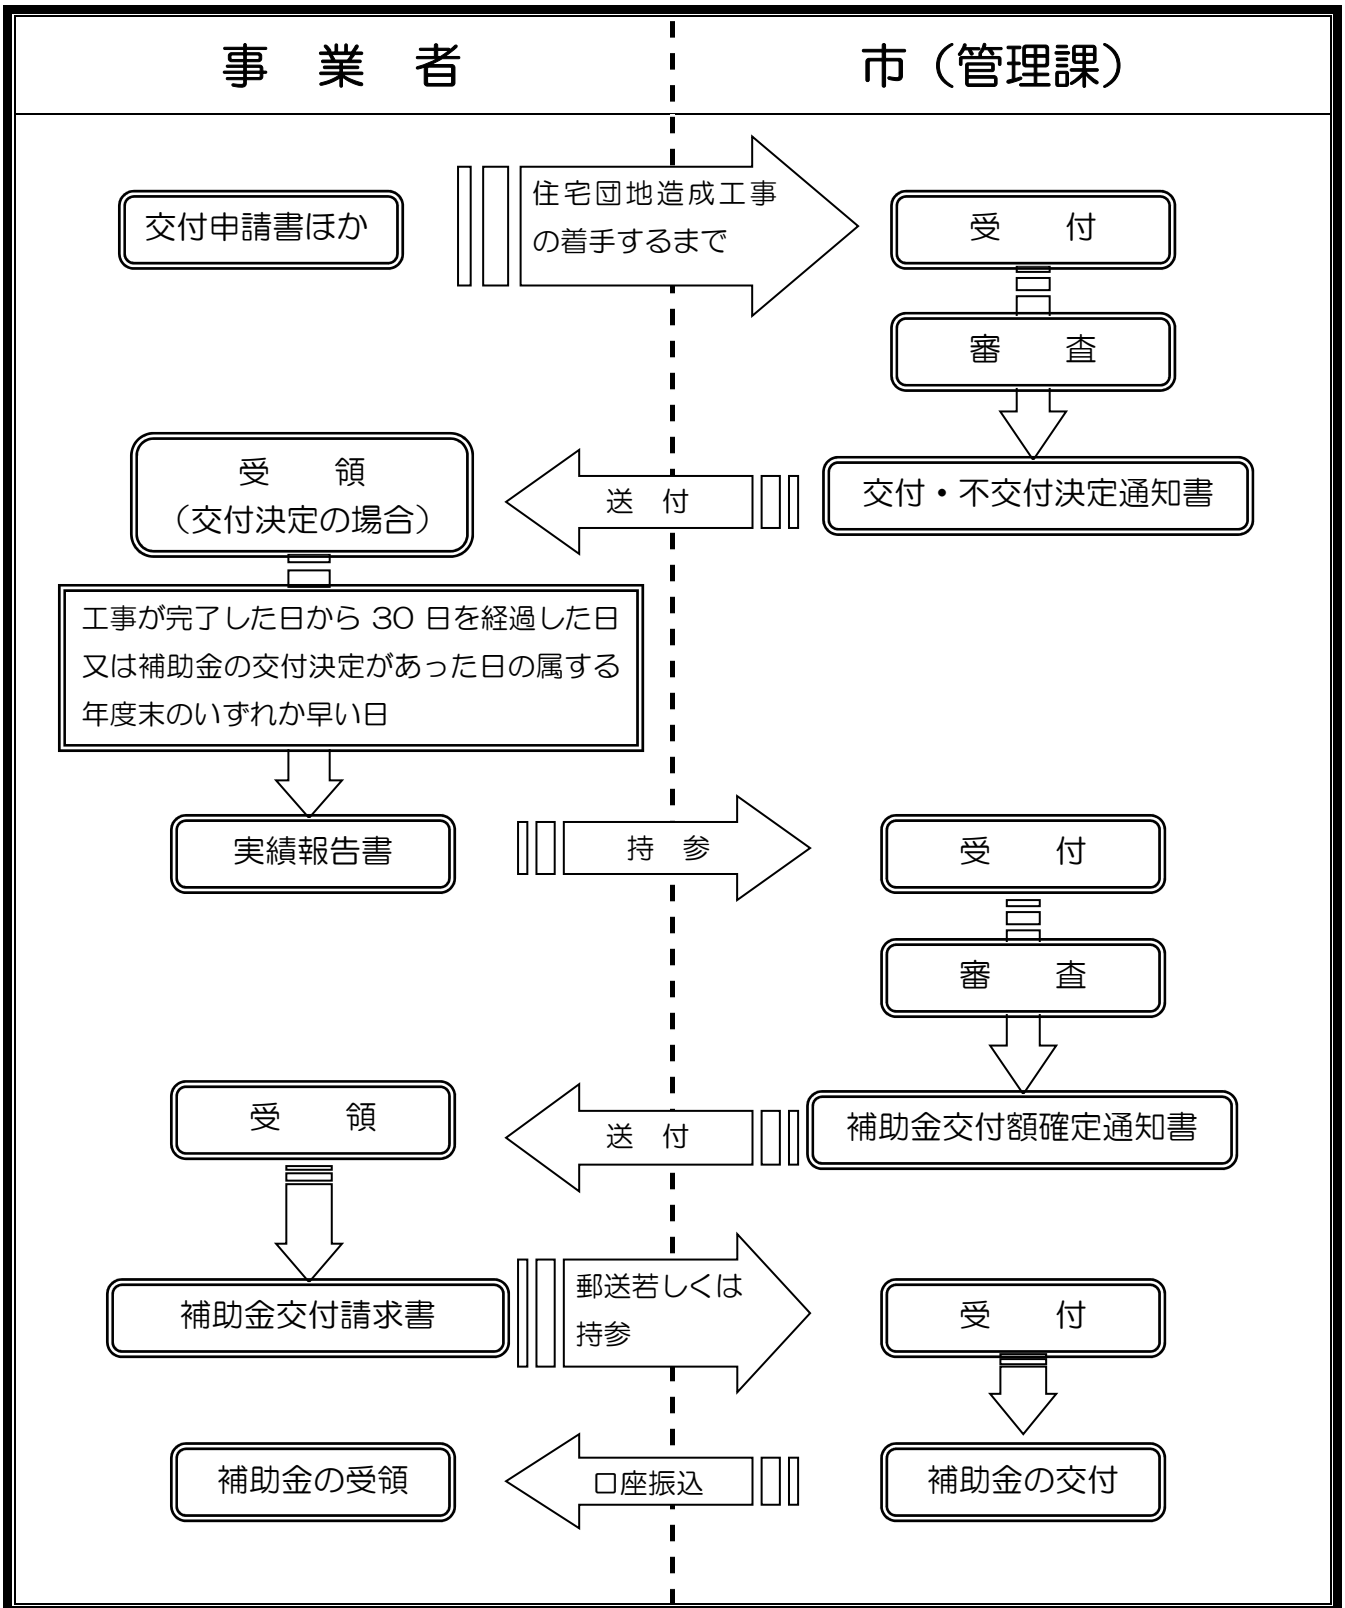 事　業　者
市（管理課）
交付申請書ほか
住宅団地造成工事
の着手するまで
受　　付
審　　査
交付・不交付決定通知書
送　付
受　　領
（交付決定の場合）
工事が完了した日から 30 日を経過した日
又は補助金の交付決定があった日の属する
年度末のいずれか早い日
実績報告書
持　参
受　　付
審　　査
補助金交付額確定通知書
送　付
受　　領
補助金交付請求書
郵送若しくは
持参
受　　付
補助金の交付
口座振込
補助金の受領